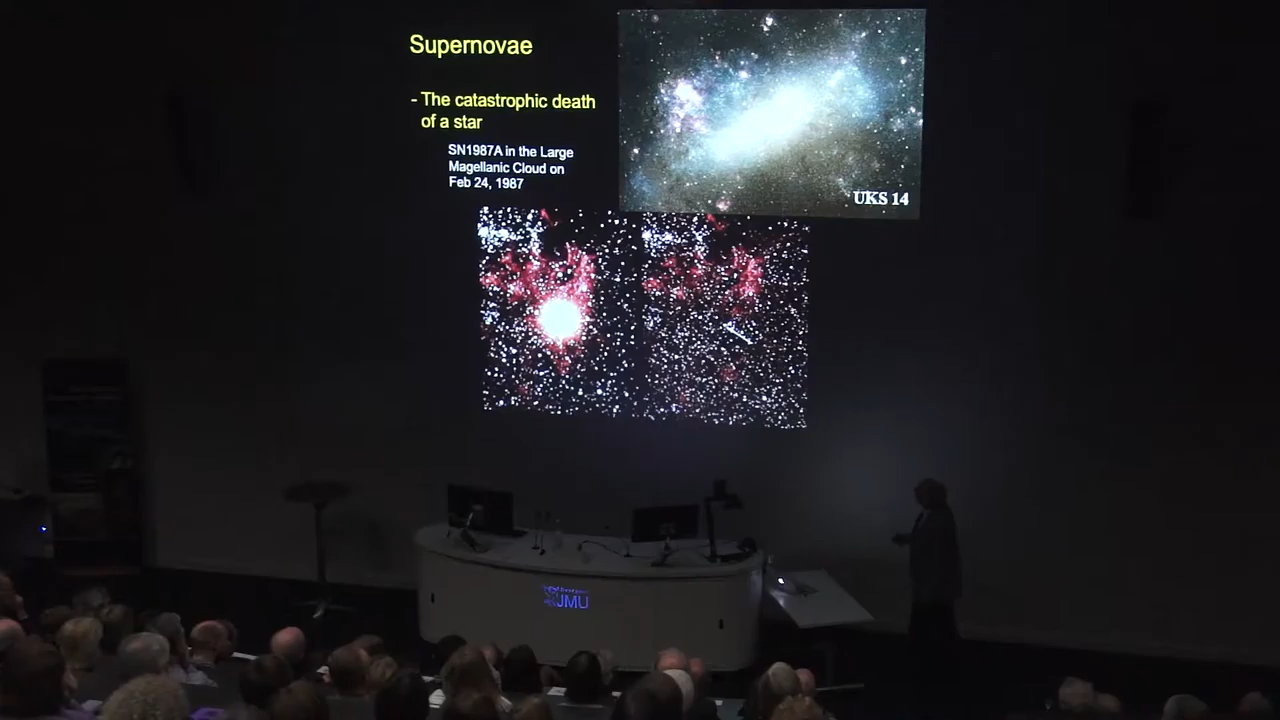 Supernovae
- The catastrophic death
of a star
SN1987A in the Large
Magellanic Cloud on
Feb 24, 1987
UKS 14
JMU